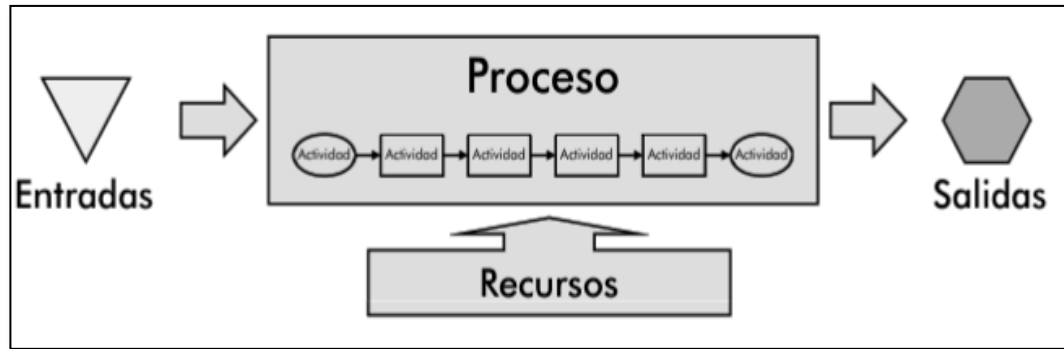 Proceso
Actividad Actividad Actividad Actividad Actividad Actividad
Entradas
Salidas
Recursos